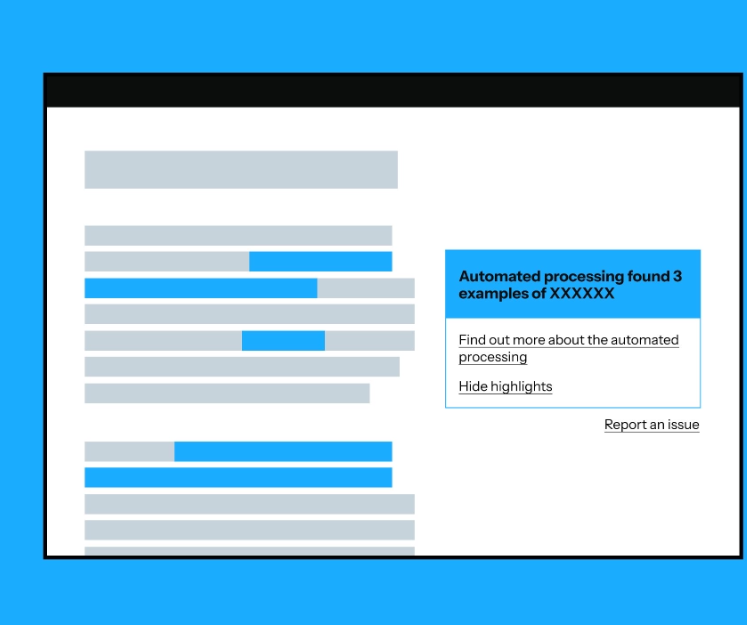 Automated processing found 3
examples of XXXXXX
Find out more about the automated
processing
Hide highlights
Report an issue